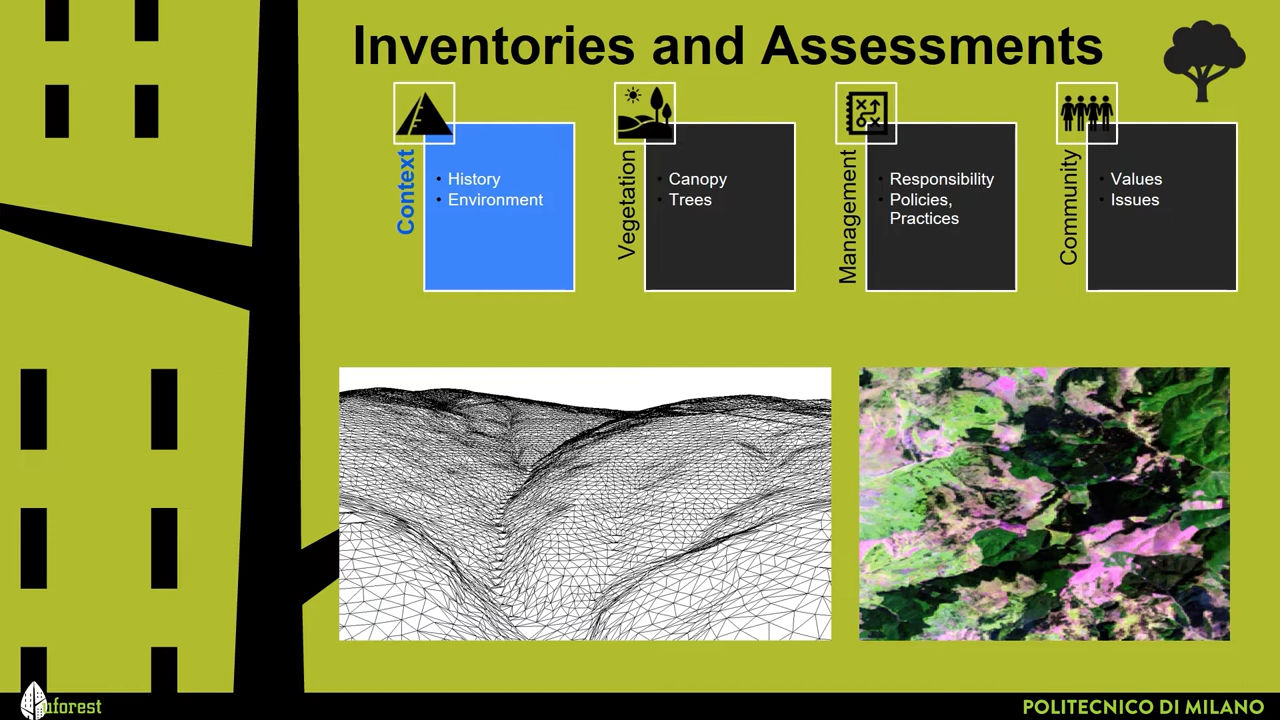 Inventories and Assessments
Context
• History
• Environment
Vegetation
• Canopy
• Trees
Management
• Responsibility
• Policies,
Practices
Community
• Values
• Issues
uforest
POLITECNICO DI MILANO